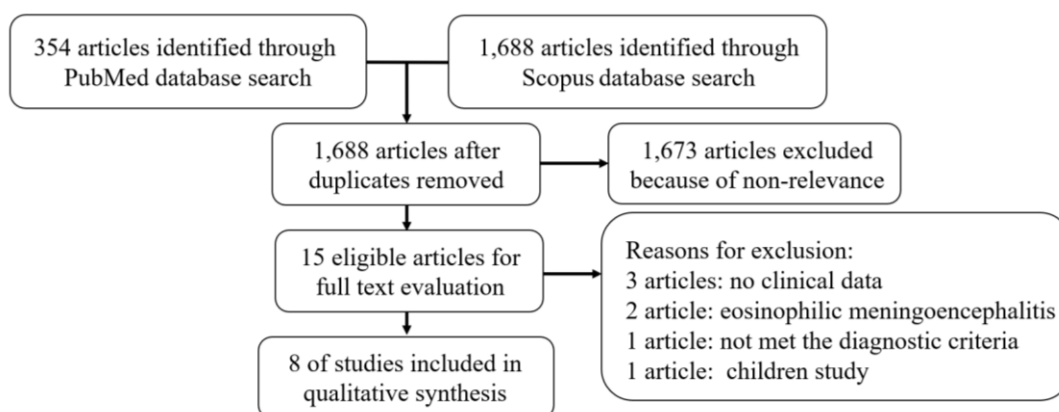 354 articles identified through
PubMed database search
1,688 articles identified through
Scopus database search
1,688 articles after
duplicates removed
1,673 articles excluded
because of non-relevance
15 eligible articles for
full text evaluation
Reasons for exclusion:
3 articles: no clinical data
2 article: eosinophilic meningoencephalitis
1 article: not met the diagnostic criteria
1 article:  children study
8 of studies included in
qualitative synthesis